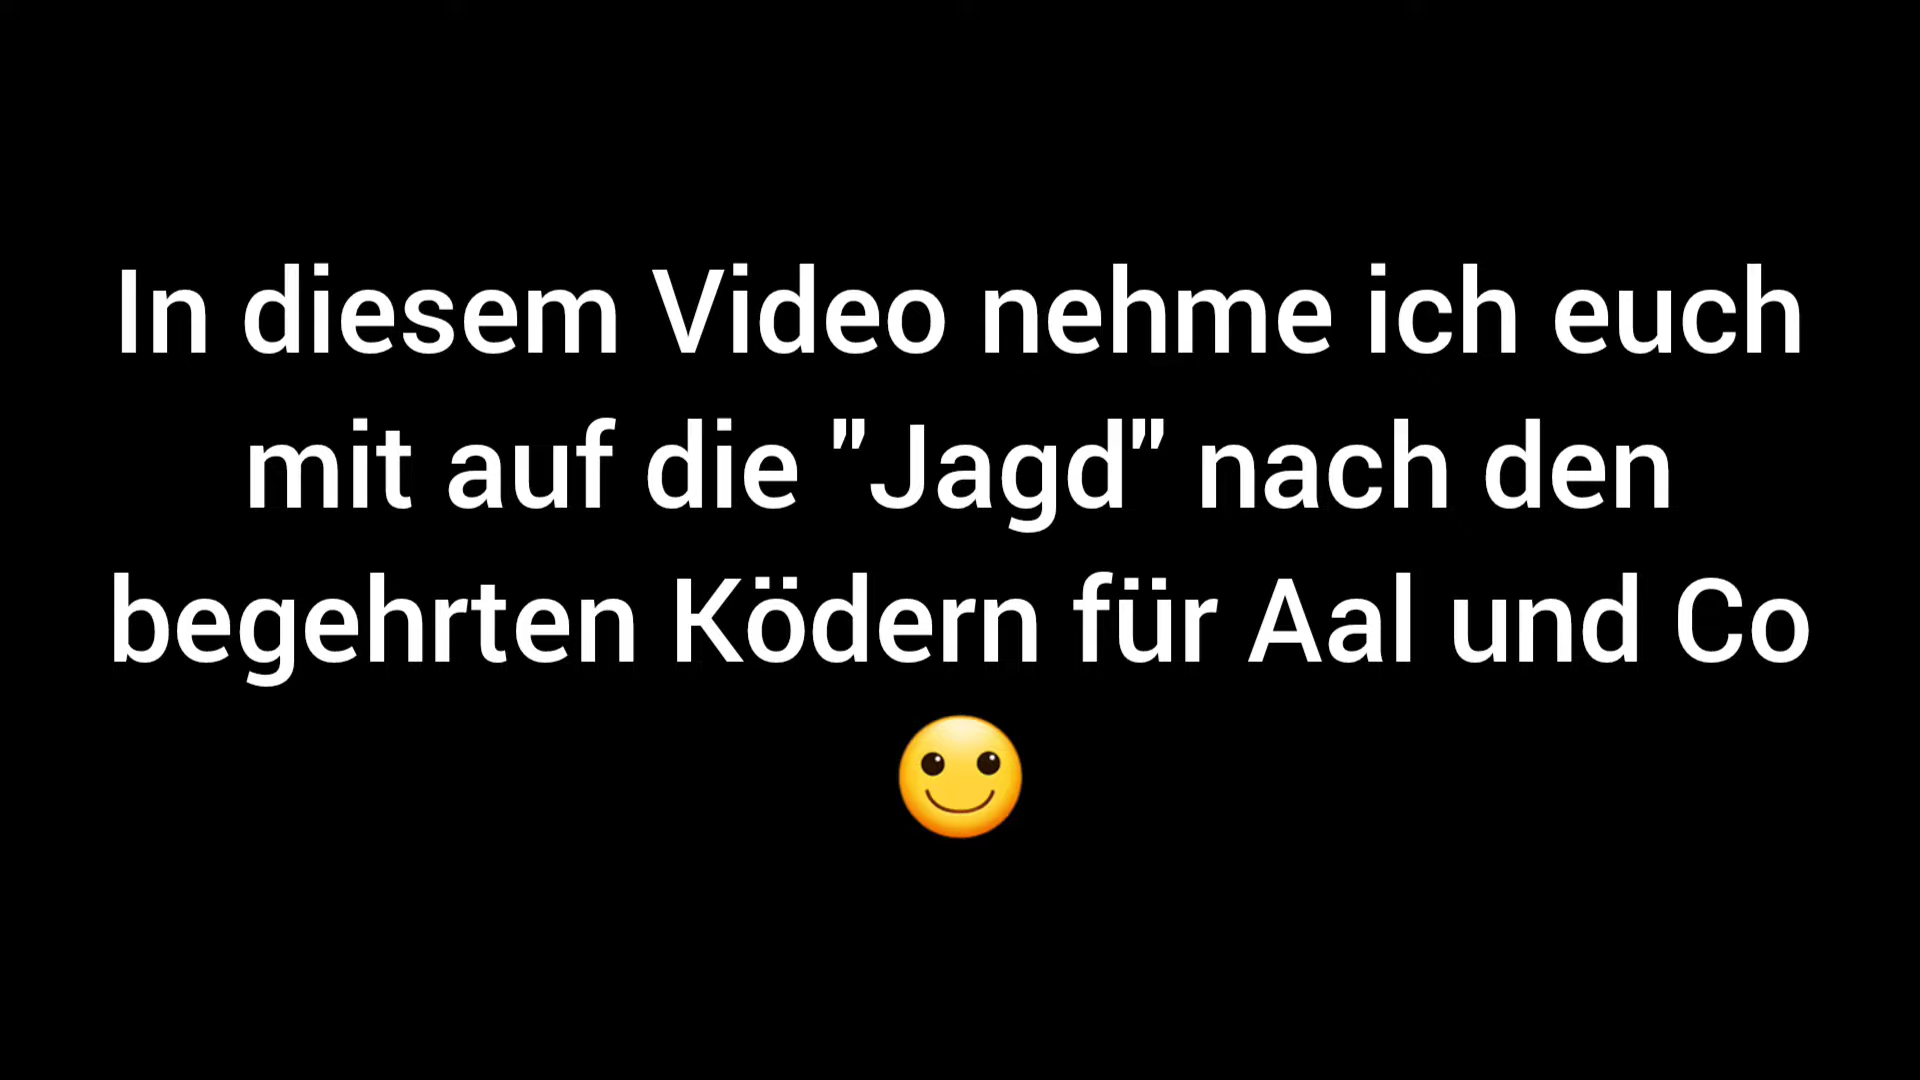 In diesem Video nehme ich euch
mit auf die "Jagd" nach den
begehrten Ködern für Aal und Co
🙂